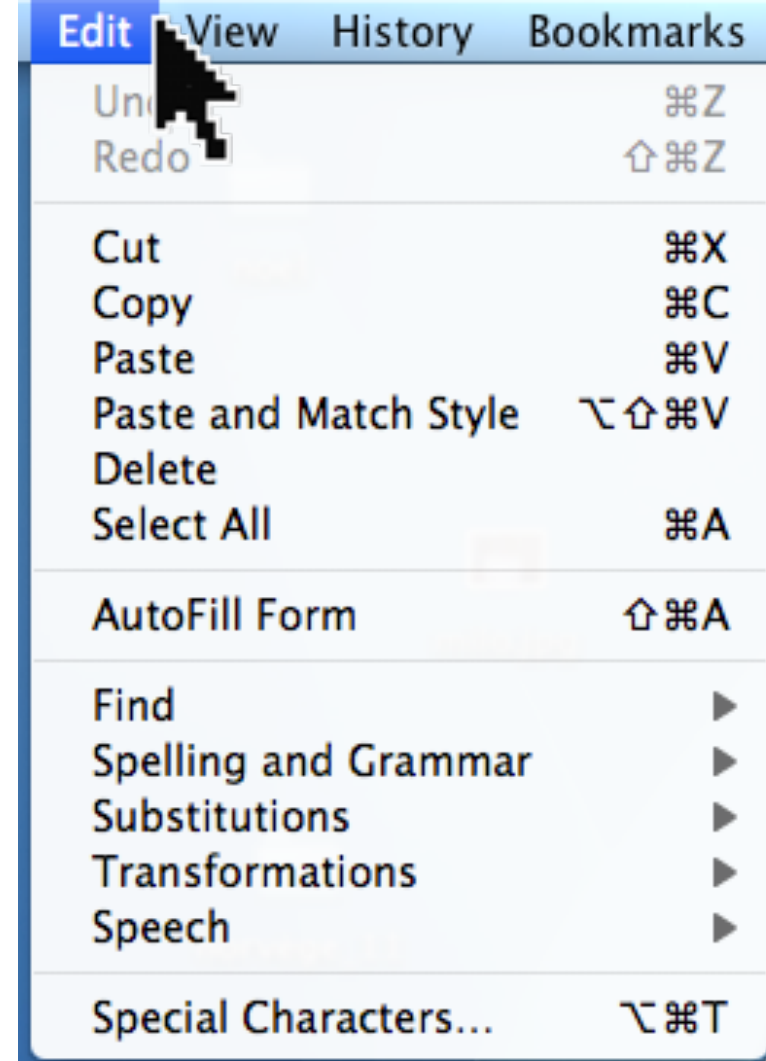 Edit View History Bookmarks
⌘Z
Redo ⇧⌘Z
Cut ⌘X
Copy ⌘C
Paste ⌘V
Paste and Match Style ⌥⇧⌘V
Delete
Select All ⌘A
AutoFill Form ⇧⌘A
Find ▶
Spelling and Grammar ▶
Substitutions ▶
Transformations ▶
Speech ▶
Special Characters... ⌥⌘T